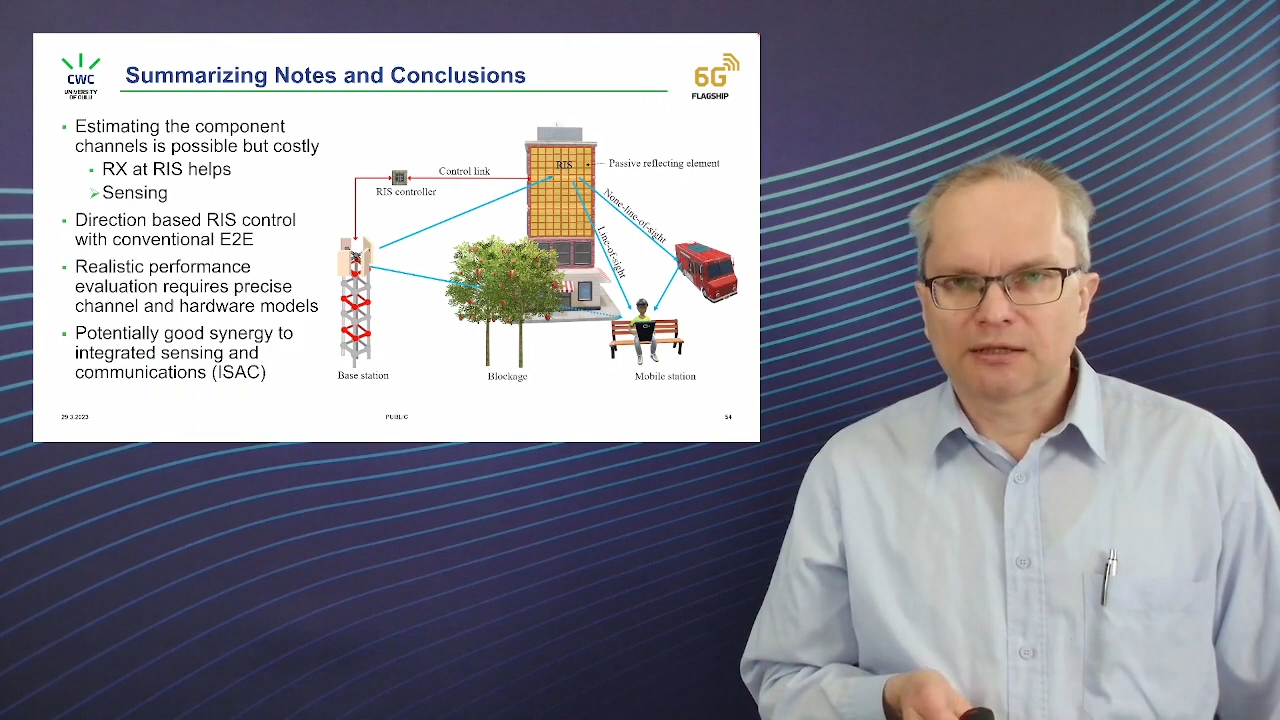 CWC
UNIVERSITY
OF OULU
Summarizing Notes and Conclusions
6G
FLAGSHIP
Estimating the component
channels is possible but costly
RX at RIS helps
Sensing
Direction based RIS control
with conventional E2E
Realistic performance
evaluation requires precise
channel and hardware models
Potentially good synergy to
integrated sensing and
communications (ISAC)
RIS
Passive reflecting element
Control link
RIS controller
None-line-of-sight
Line-of-sight
Base station
Blockage
Mobile station
29.3.2023
PUBLIC
54